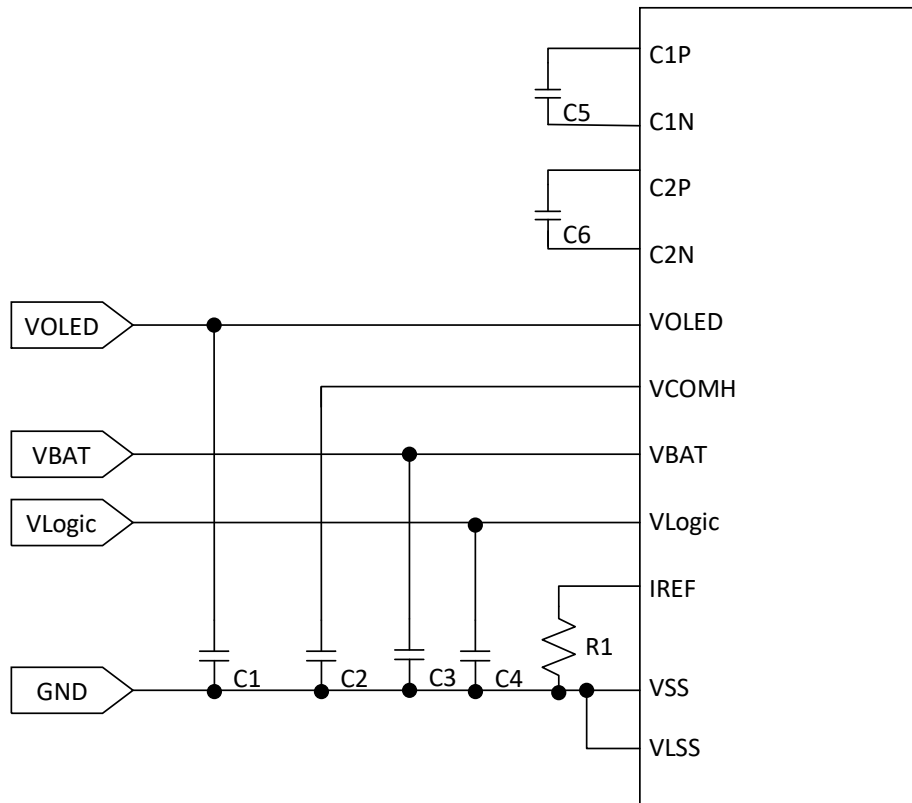 C1P
C5
C1N
C2P
C6
C2N
VOLED
VOLED
VCOMH
VBAT
VBAT
VLogic
VLogic
IREF
R1
C1
C2
C3
C4
GND
VSS
VLSS